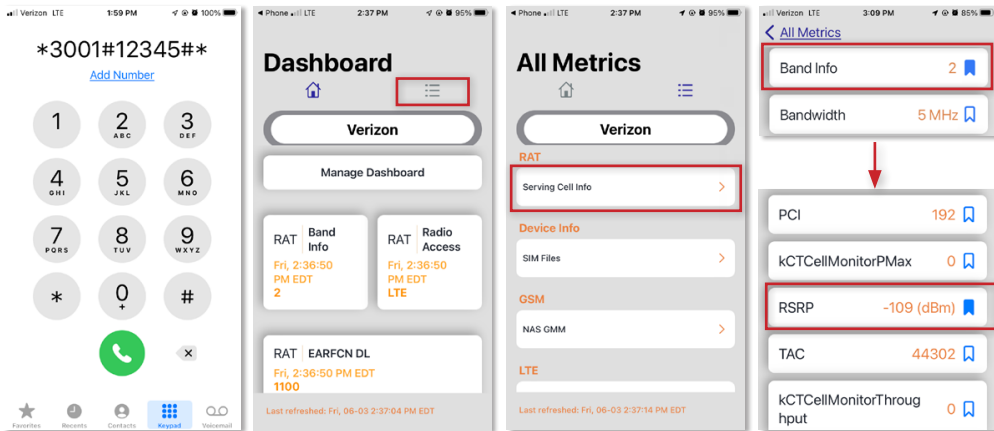 Verizon LTE
1:59 PM
100%
*3001#12345#*
Add Number
1
2
ABC
3
DEF
4
GHI
5
JKL
6
MNO
7
PQRS
8
TUV
9
WXYZ
*
0
+
#
Favorites
Recents
Contacts
Keypad
Voicemail
Phone LTE
2:37 PM
95%
Dashboard
Verizon
Manage Dashboard
RAT
Band
Info
Fri, 2:36:50
PM EDT
2
RAT
Radio
Access
Fri, 2:36:50
PM EDT
LTE
RAT EARFCN DL
Fri, 2:36:50 PM EDT
1100
Last refreshed: Fri, 06-03 2:37:04 PM EDT
Phone LTE
2:37 PM
95%
All Metrics
Verizon
RAT
Serving Cell Info
Device Info
SIM Files
GSM
NAS GMM
LTE
Last refreshed: Fri, 06-03 2:37:14 PM EDT
Verizon LTE
3:09 PM
85%
All Metrics
Band Info 2
Bandwidth 5 MHz
PCI 192
kCTCellMonitorPMax 0
RSRP -109 (dBm)
TAC 44302
kCTCellMonitorThroug
hput 0